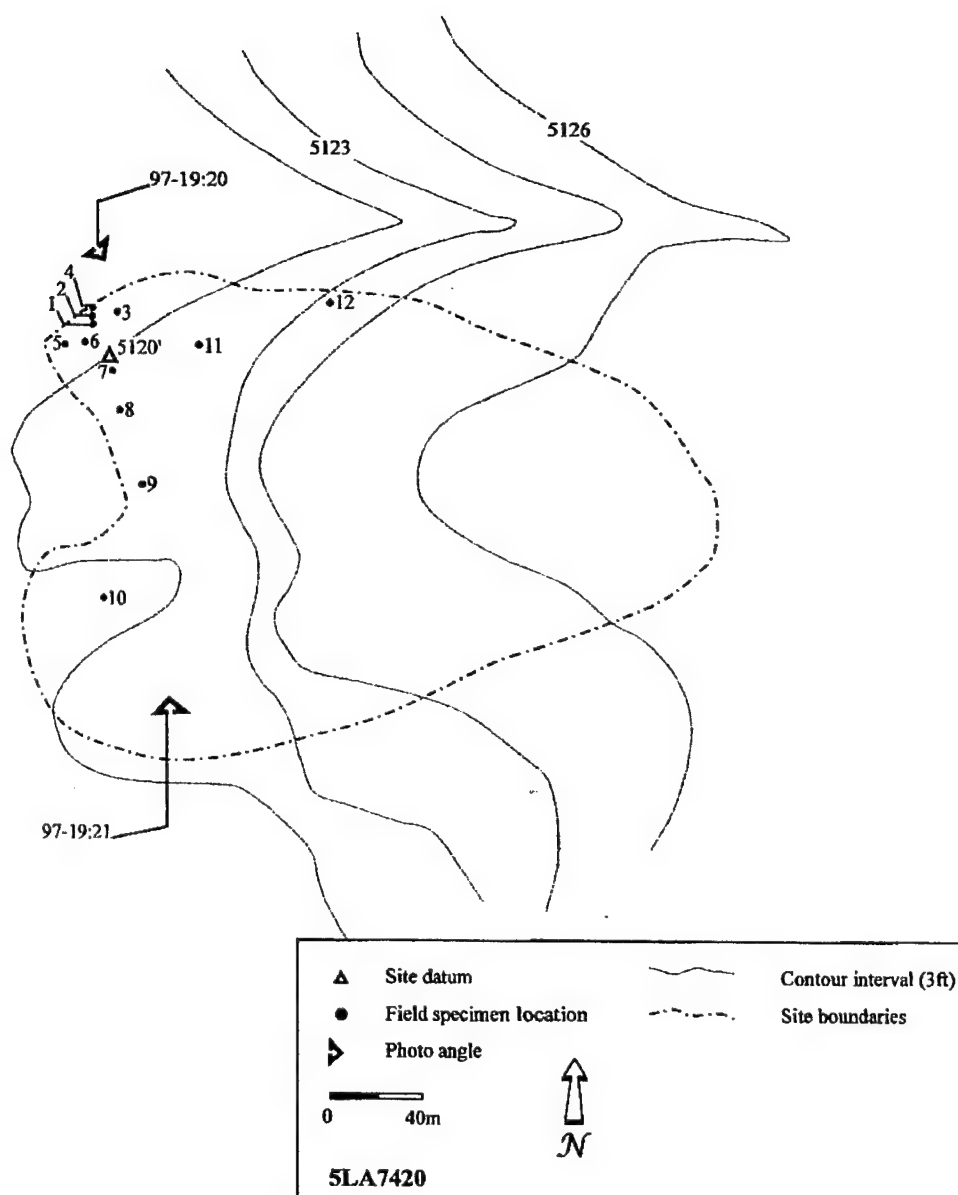 5126
5123
97-19:20
4
2
1
3
12
5
6
5120'
11
7
8
9
10
97-19:21
Site datum
Contour interval (3ft)
Field specimen location
Site boundaries
Photo angle
0 40m
N
5LA7420